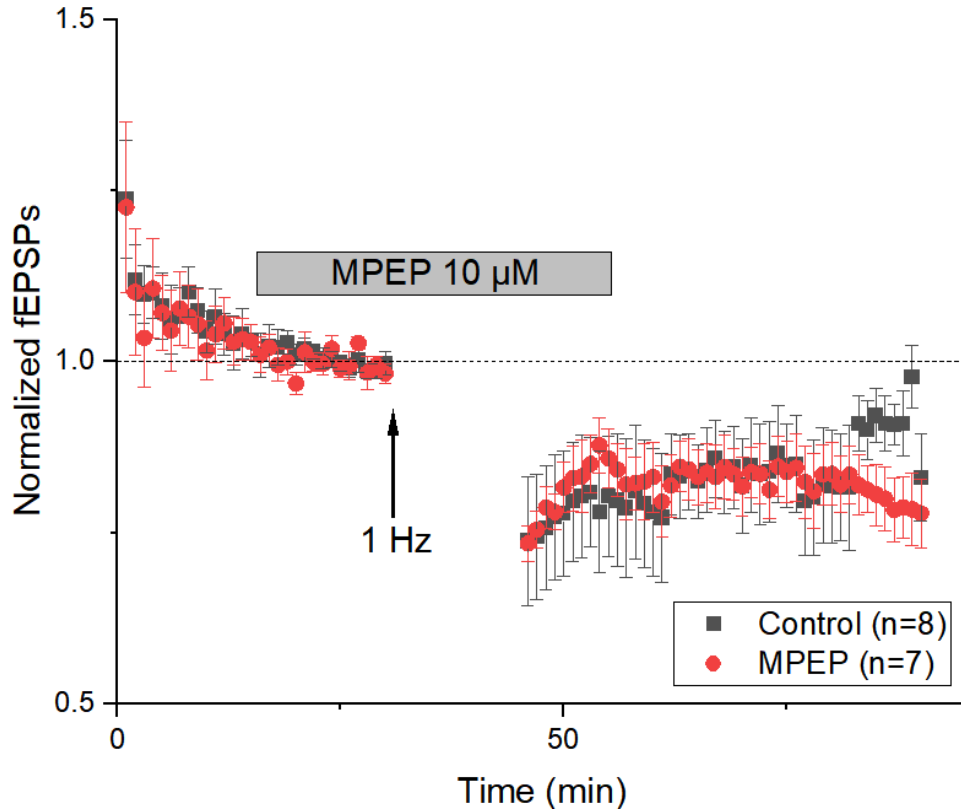 1.5
MPEP 10 µM
1.0
Normalized fEPSPs
1 Hz
Control (n=8)
MPEP (n=7)
0.5
0
50
Time (min)